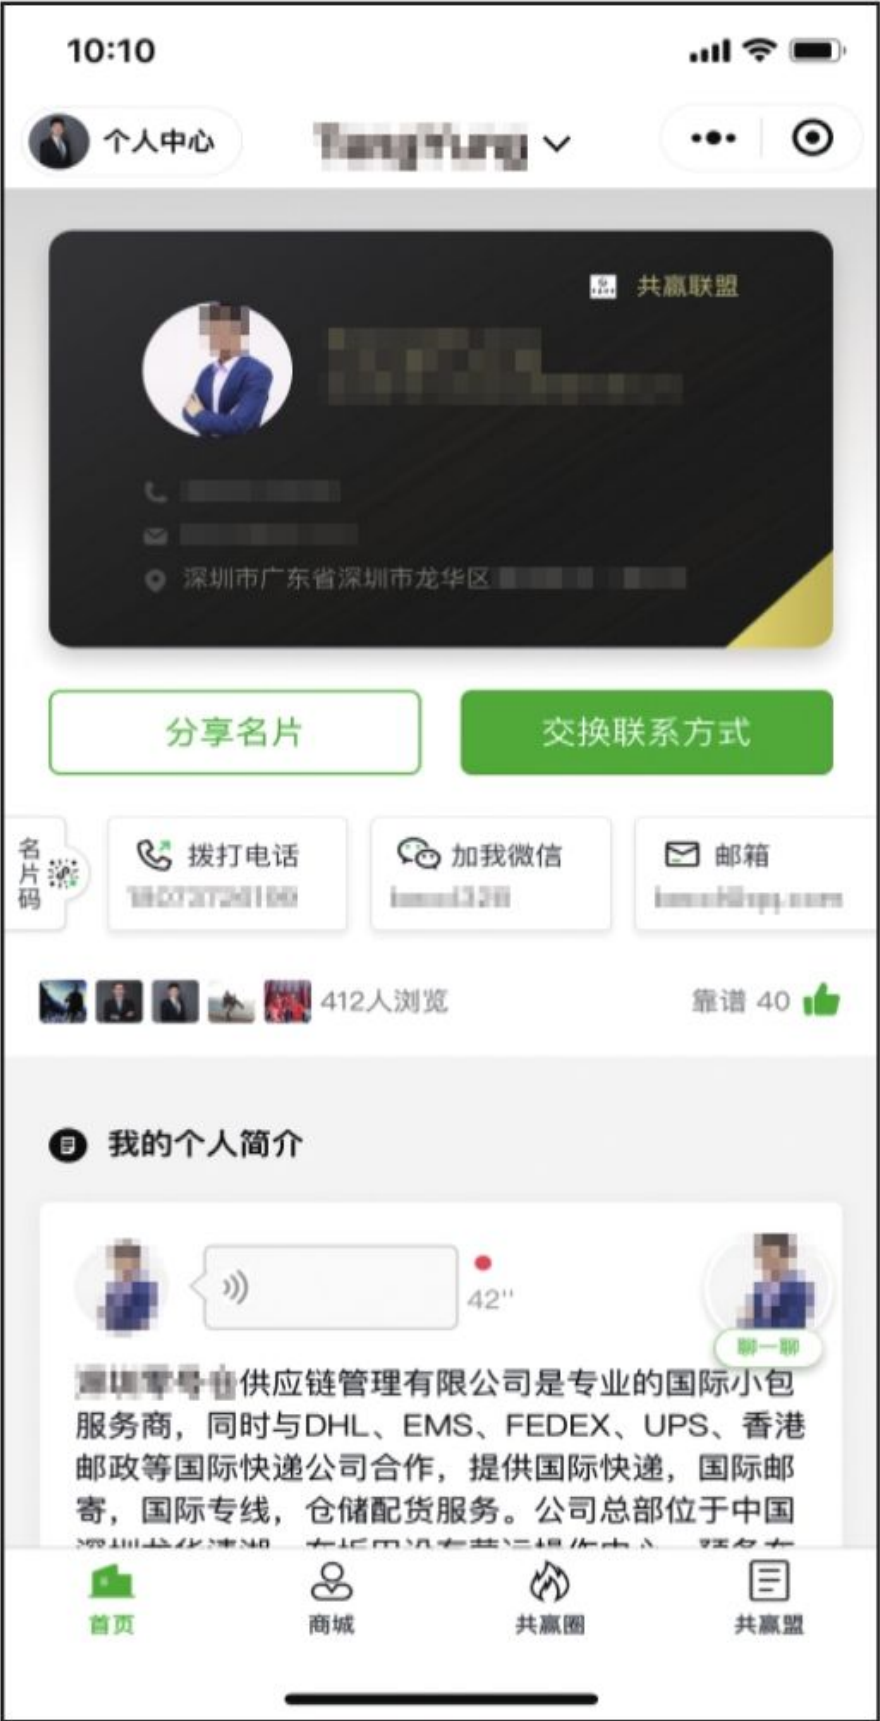 10:10
个人中心
共赢联盟
深圳市广东省深圳市龙华区
分享名片
交换联系方式
名片码
拨打电话
加我微信
邮箱
412人浏览
靠谱 40
我的个人简介
42''
聊一聊
供应链管理有限公司是专业的国际小包
服务商，同时与DHL、EMS、FEDEX、UPS、香港
邮政等国际快递公司合作，提供国际快递，国际邮
寄，国际专线，仓储配货服务。公司总部位于中国
首页
商城
共赢圈
共赢盟